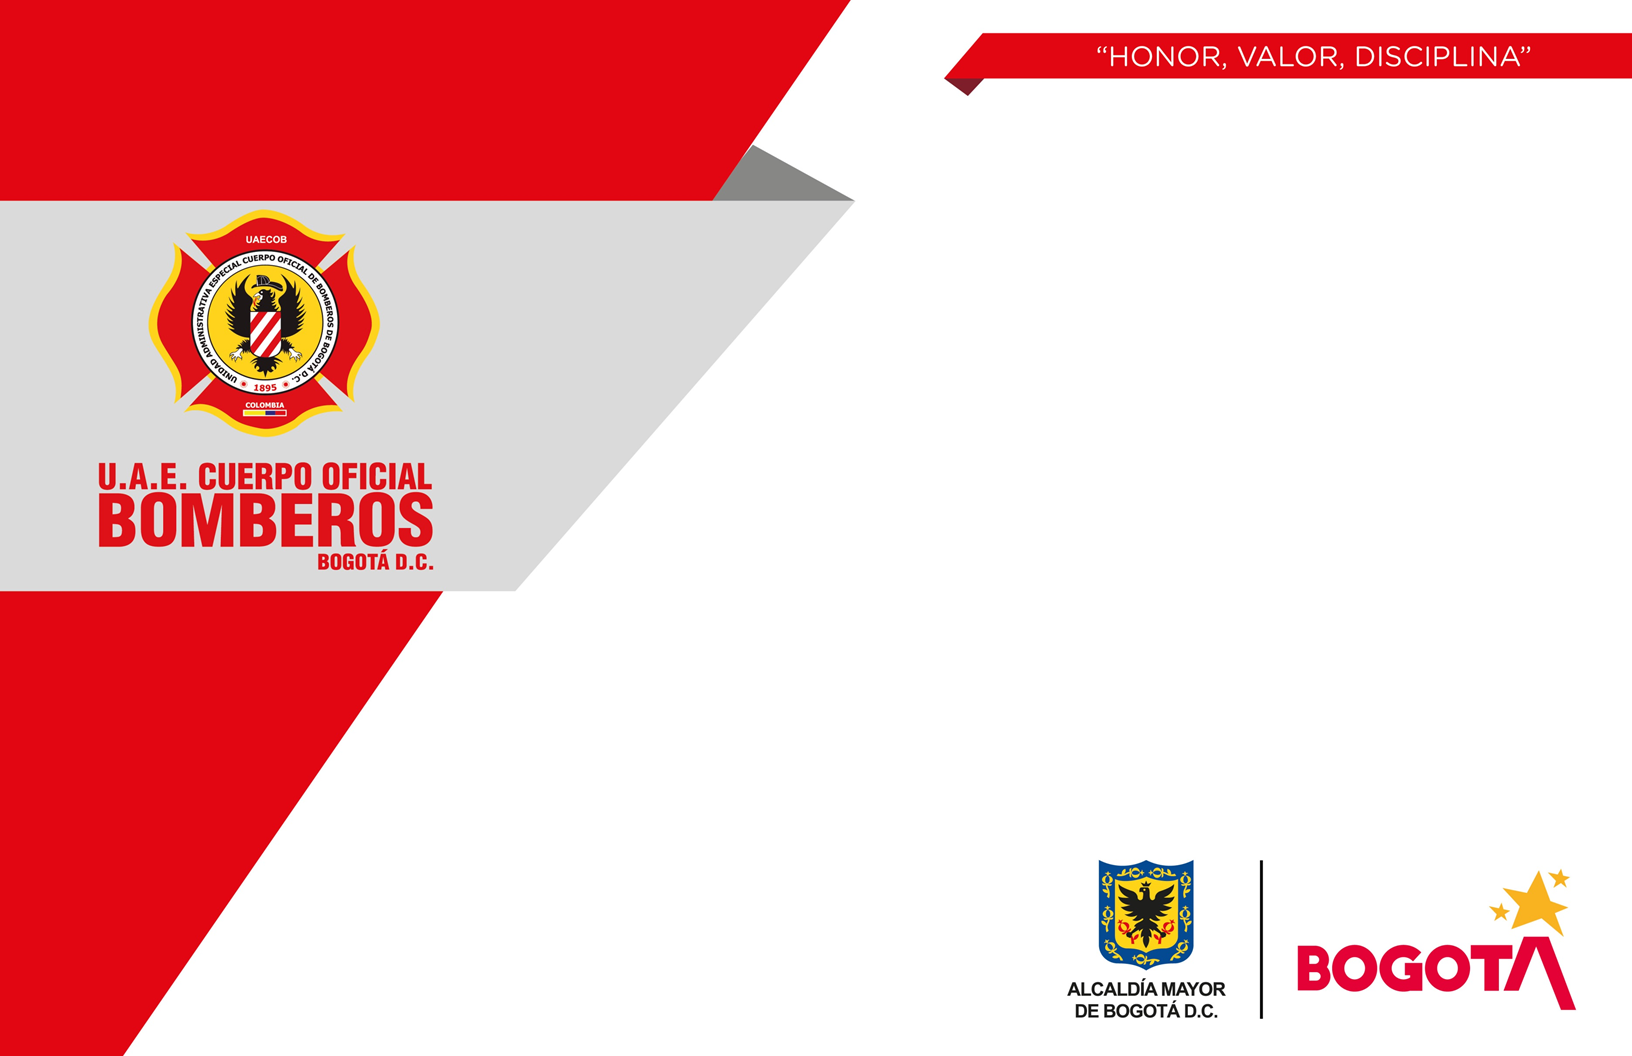 “HONOR, VALOR, DISCIPLINA”
UAECOB
UNIDAD ADMINISTRATIVA ESPECIAL CUERPO OFICIAL DE BOMBEROS DE BOGOTÁ D.C.
1895
COLOMBIA
U.A.E. CUERPO OFICIAL
BOMBEROS
BOGOTÁ D.C.
ALCALDÍA MAYOR
DE BOGOTÁ D.C.
BOGOTÁ